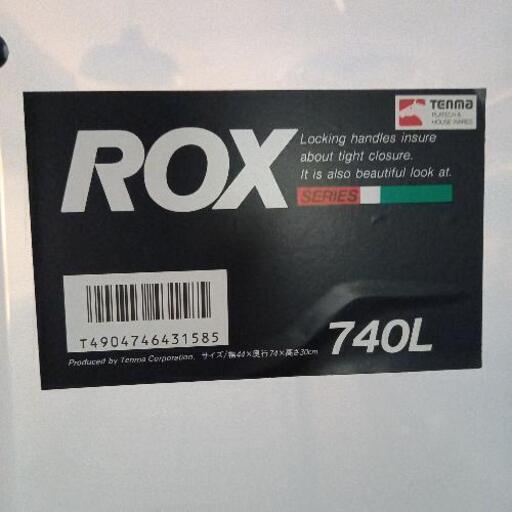 TENMA
PLATECH &
HOUSE WARES
ROX
Locking handles insure
about tight closure.
It is also beautiful look at.
SERIES
T4904746431585
Produced by Tenma Corporation.
サイズ/幅44×奥行74×高さ30cm
740L